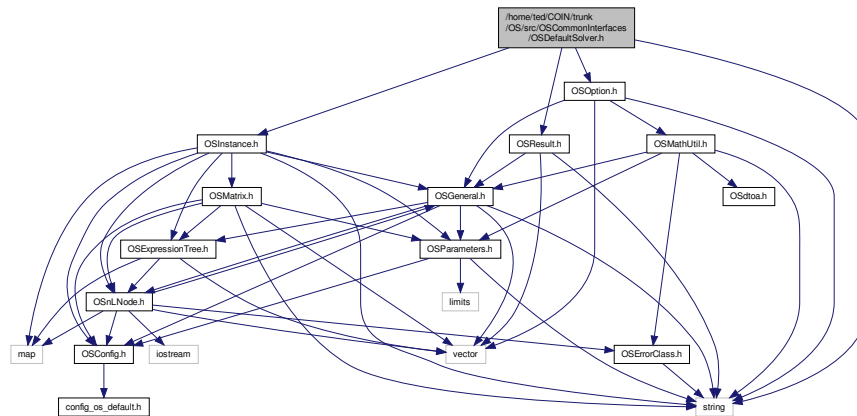 /home/ted/COIN/trunk
/OS/src/OSCommonInterfaces
/OSDefaultSolver.h
OSOption.h
OSInstance.h
OSResult.h
OSMathUtil.h
OSMatrix.h
OSGeneral.h
OSdtoa.h
OSExpressionTree.h
OSParameters.h
OSnLNode.h
limits
map
OSConfig.h
iostream
vector
OSErrorClass.h
config_os_default.h
string